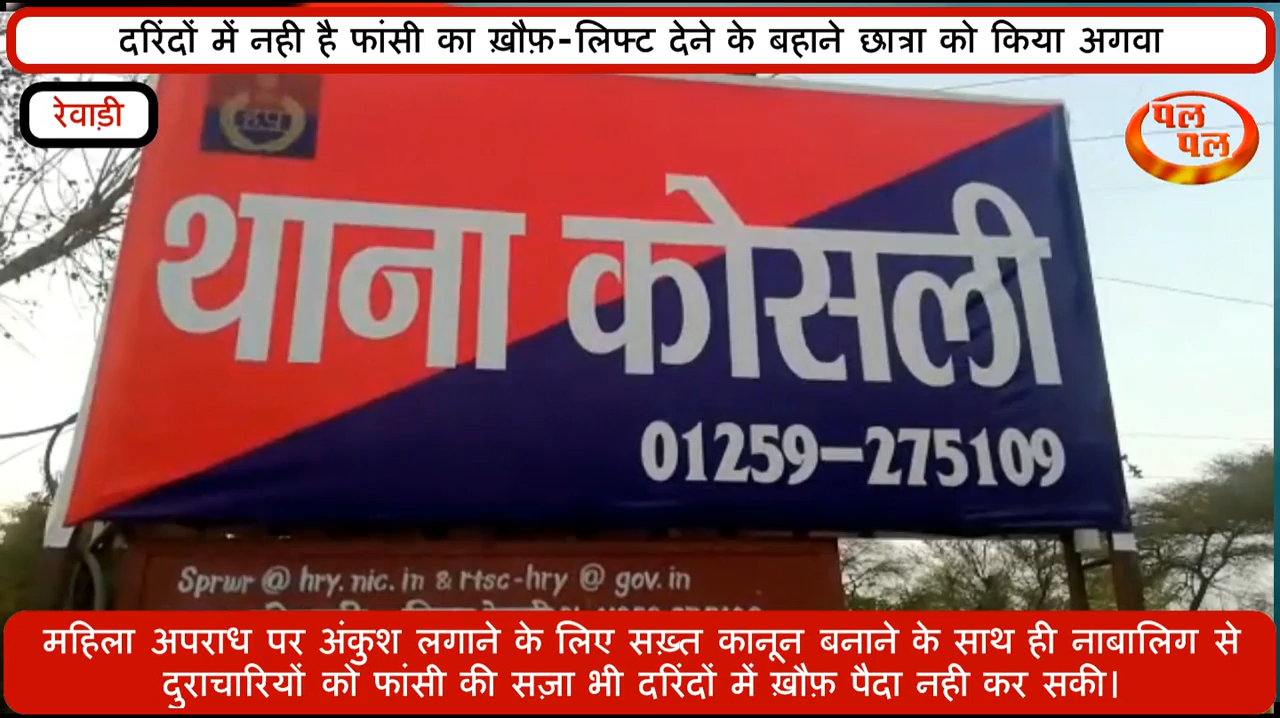 दरिंदों में नही है फांसी का ख़ौफ़-लिफ्ट देने के बहाने छात्रा को किया अगवा
रेवाड़ी
पल
पल
ह.पु.
थाना कोसली
01259-275109
Sprwr @ hry.nic.in & rtsc-hry @ gov.in
महिला अपराध पर अंकुश लगाने के लिए सख़्त कानून बनाने के साथ ही नाबालिग से
दुराचारियों को फांसी की सज़ा भी दरिंदों में ख़ौफ़ पैदा नही कर सकी।